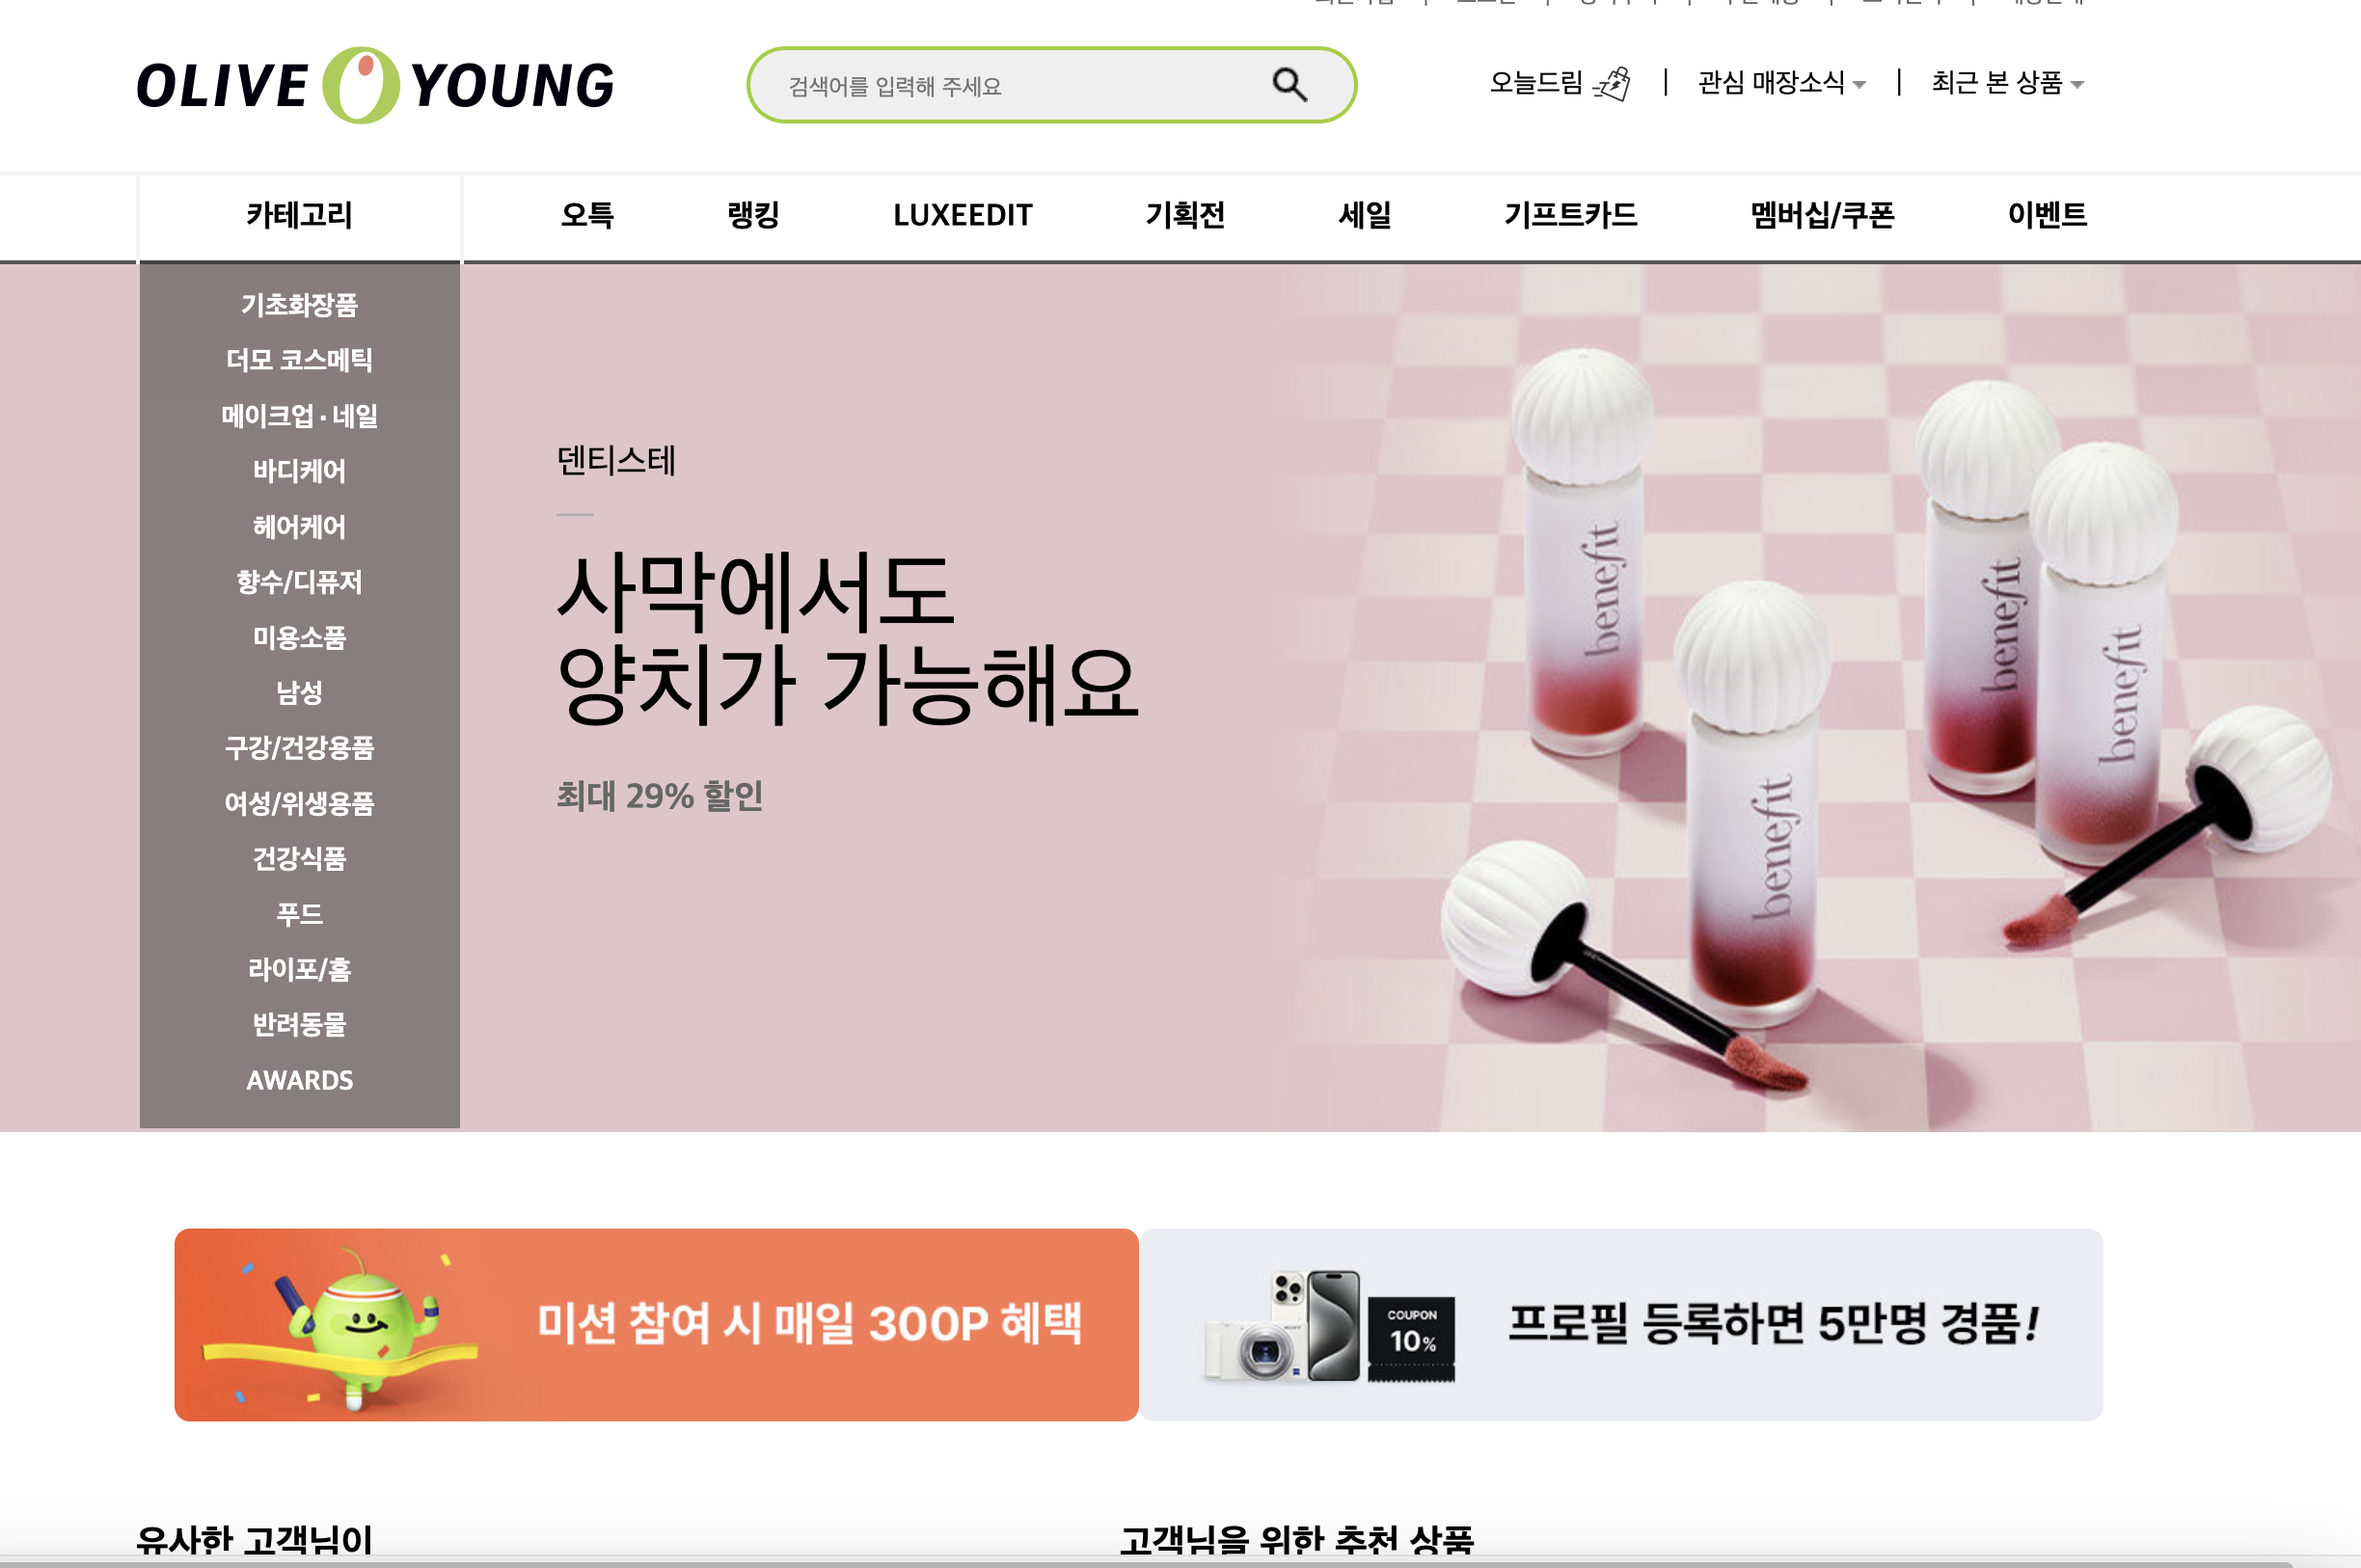 OLIVE YOUNG
검색어를 입력해 주세요
오늘드림 | 관심 매장소식 | 최근 본 상품
카테고리 오특 랭킹 LUXEEDIT 기획전 세일 기프트카드 멤버십/쿠폰 이벤트
기초화장품
더모 코스메틱
메이크업 · 네일
바디케어
헤어케어
향수/디퓨저
미용소품
남성
구강/건강용품
여성/위생용품
건강식품
푸드
라이포/홈
반려동물
AWARDS
덴티스테
사막에서도
양치가 가능해요
최대 29% 할인
benefit
benefit
benefit
benefit
미션 참여 시 매일 300P 혜택
COUPON
10%
프로필 등록하면 5만명 경품!
유사한 고객님이
고객님을 위한 추천 상품